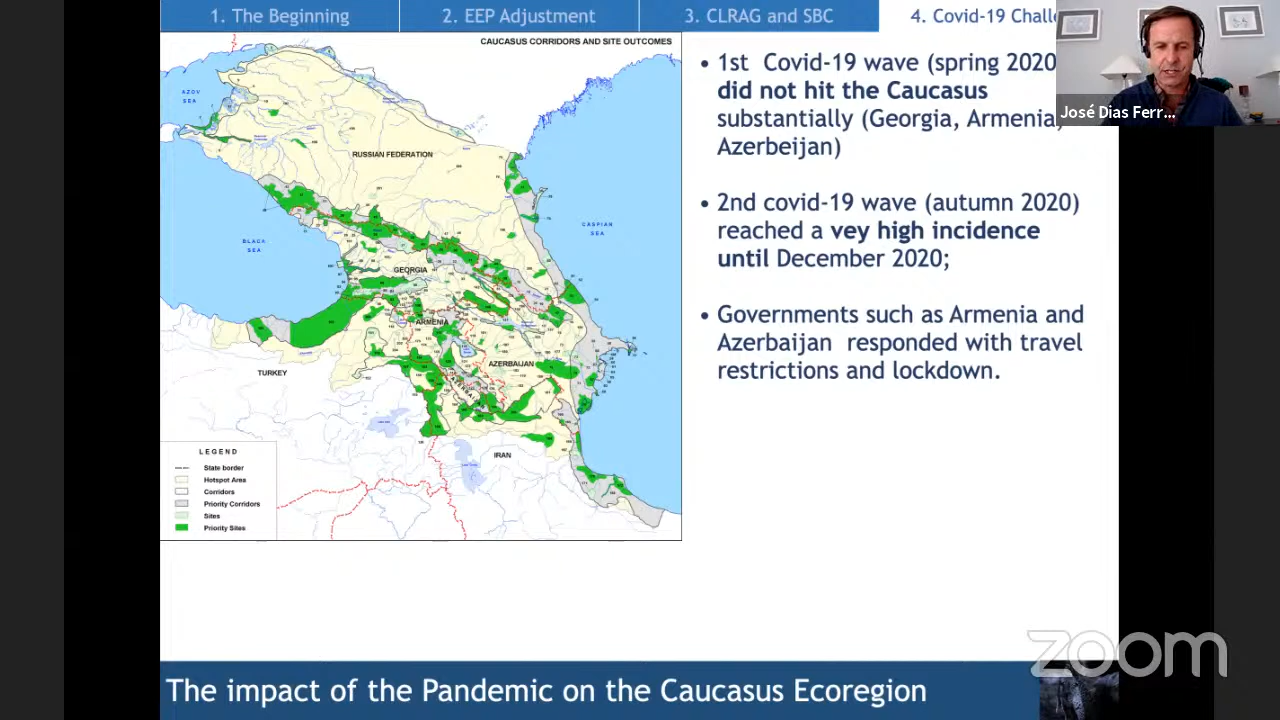 1. The Beginning
2. EEP Adjustment
3. CLRAG and SBC
4. Covid-19 Challe
CAUCASUS CORRIDORS AND SITE OUTCOMES
AZOV
SEA
RUSSIAN FEDERATION
BLACK
SEA
CASPIAN
SEA
GEORGIA
ARMENIA
AZERBAIJAN
TURKEY
IRAN
LEGEND
State border
Hotspot Area
Corridors
Priority Corridors
Sites
Priority Sites
• 1st Covid-19 wave (spring 2020
did not hit the Caucasus
substantially (Georgia, Armenia,
Azerbeijan)
• 2nd covid-19 wave (autumn 2020)
reached a vey high incidence
until December 2020;
• Governments such as Armenia and
Azerbaijan responded with travel
restrictions and lockdown.
José Dias Ferr...
The impact of the Pandemic on the Caucasus Ecoregion
zoom